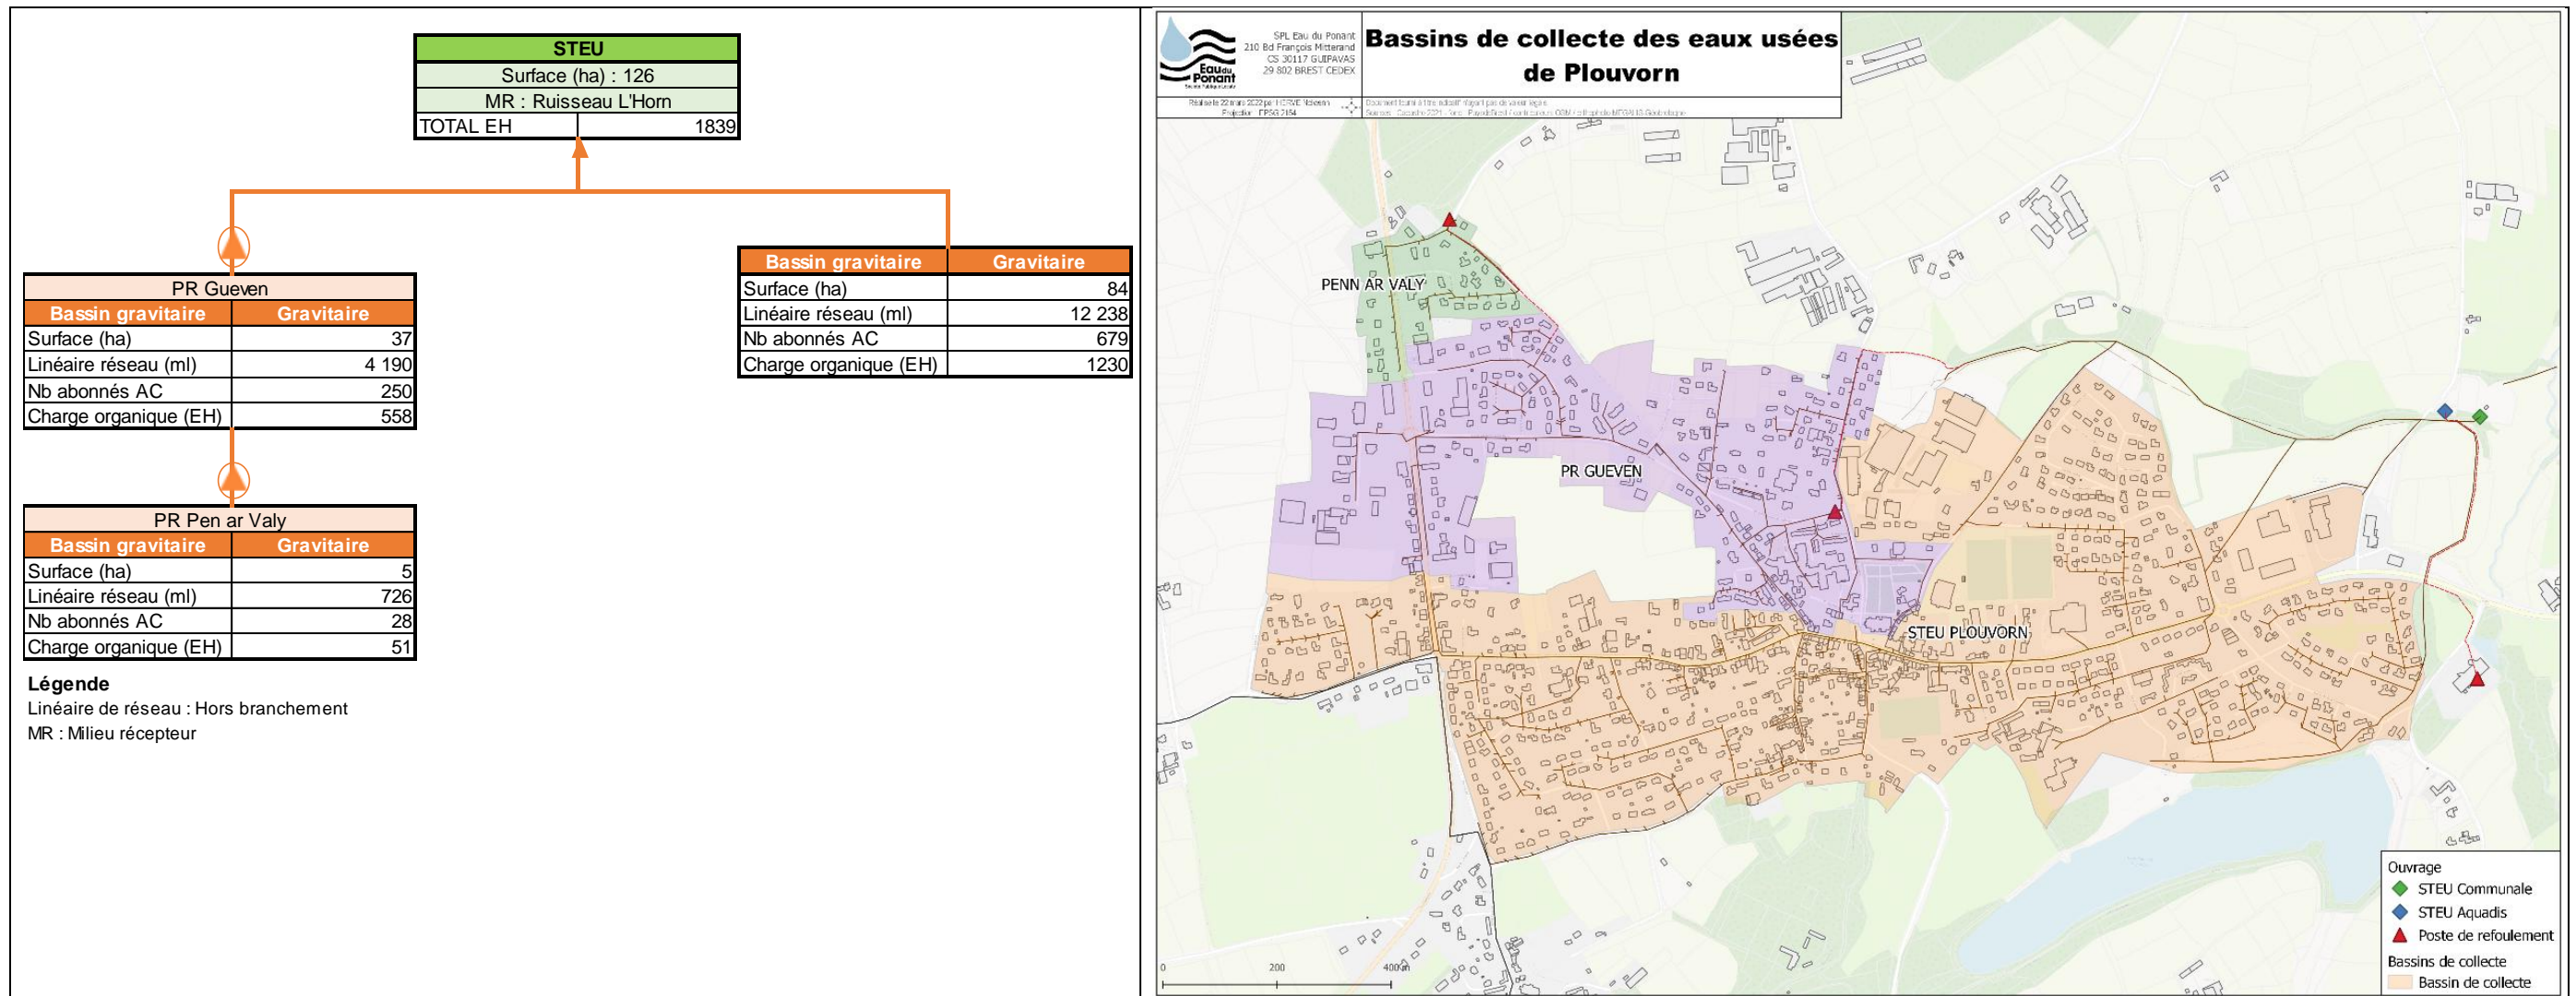 STEU
Surface (ha) : 126
MR : Ruisseau L'Horn
TOTAL EH 1839
PR Gueven
Bassin gravitaire Gravitaire
Surface (ha) 37
Linéaire réseau (ml) 4 190
Nb abonnés AC 250
Charge organique (EH) 558
Bassin gravitaire Gravitaire
Surface (ha) 84
Linéaire réseau (ml) 12 238
Nb abonnés AC 679
Charge organique (EH) 1230
PR Pen ar Valy
Bassin gravitaire Gravitaire
Surface (ha) 5
Linéaire réseau (ml) 726
Nb abonnés AC 28
Charge organique (EH) 51
Légende
Linéaire de réseau : Hors branchement
MR : Milieu récepteur
Eau du
Ponant
SPL Eau du Ponant
210 Bd François Mitterand
CS 30117 GUIPAVAS
29 802 BREST CEDEX
Bassins de collecte des eaux usées
de Plouvorn
PENN AR VALY
PR GUEVEN
STEU PLOUVORN
0 200 400 m
Ouvrage
STEU Communale
STEU Aquadis
Poste de refoulement
Bassins de collecte
Bassin de collecte